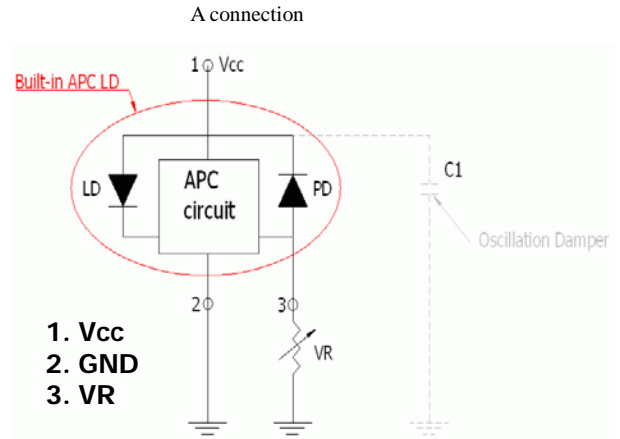 A connection
1 Vcc
Built-in APC LD
LD
APC
circuit
PD
C1
Oscillation Damper
2
3
VR
1. Vcc
2. GND
3. VR